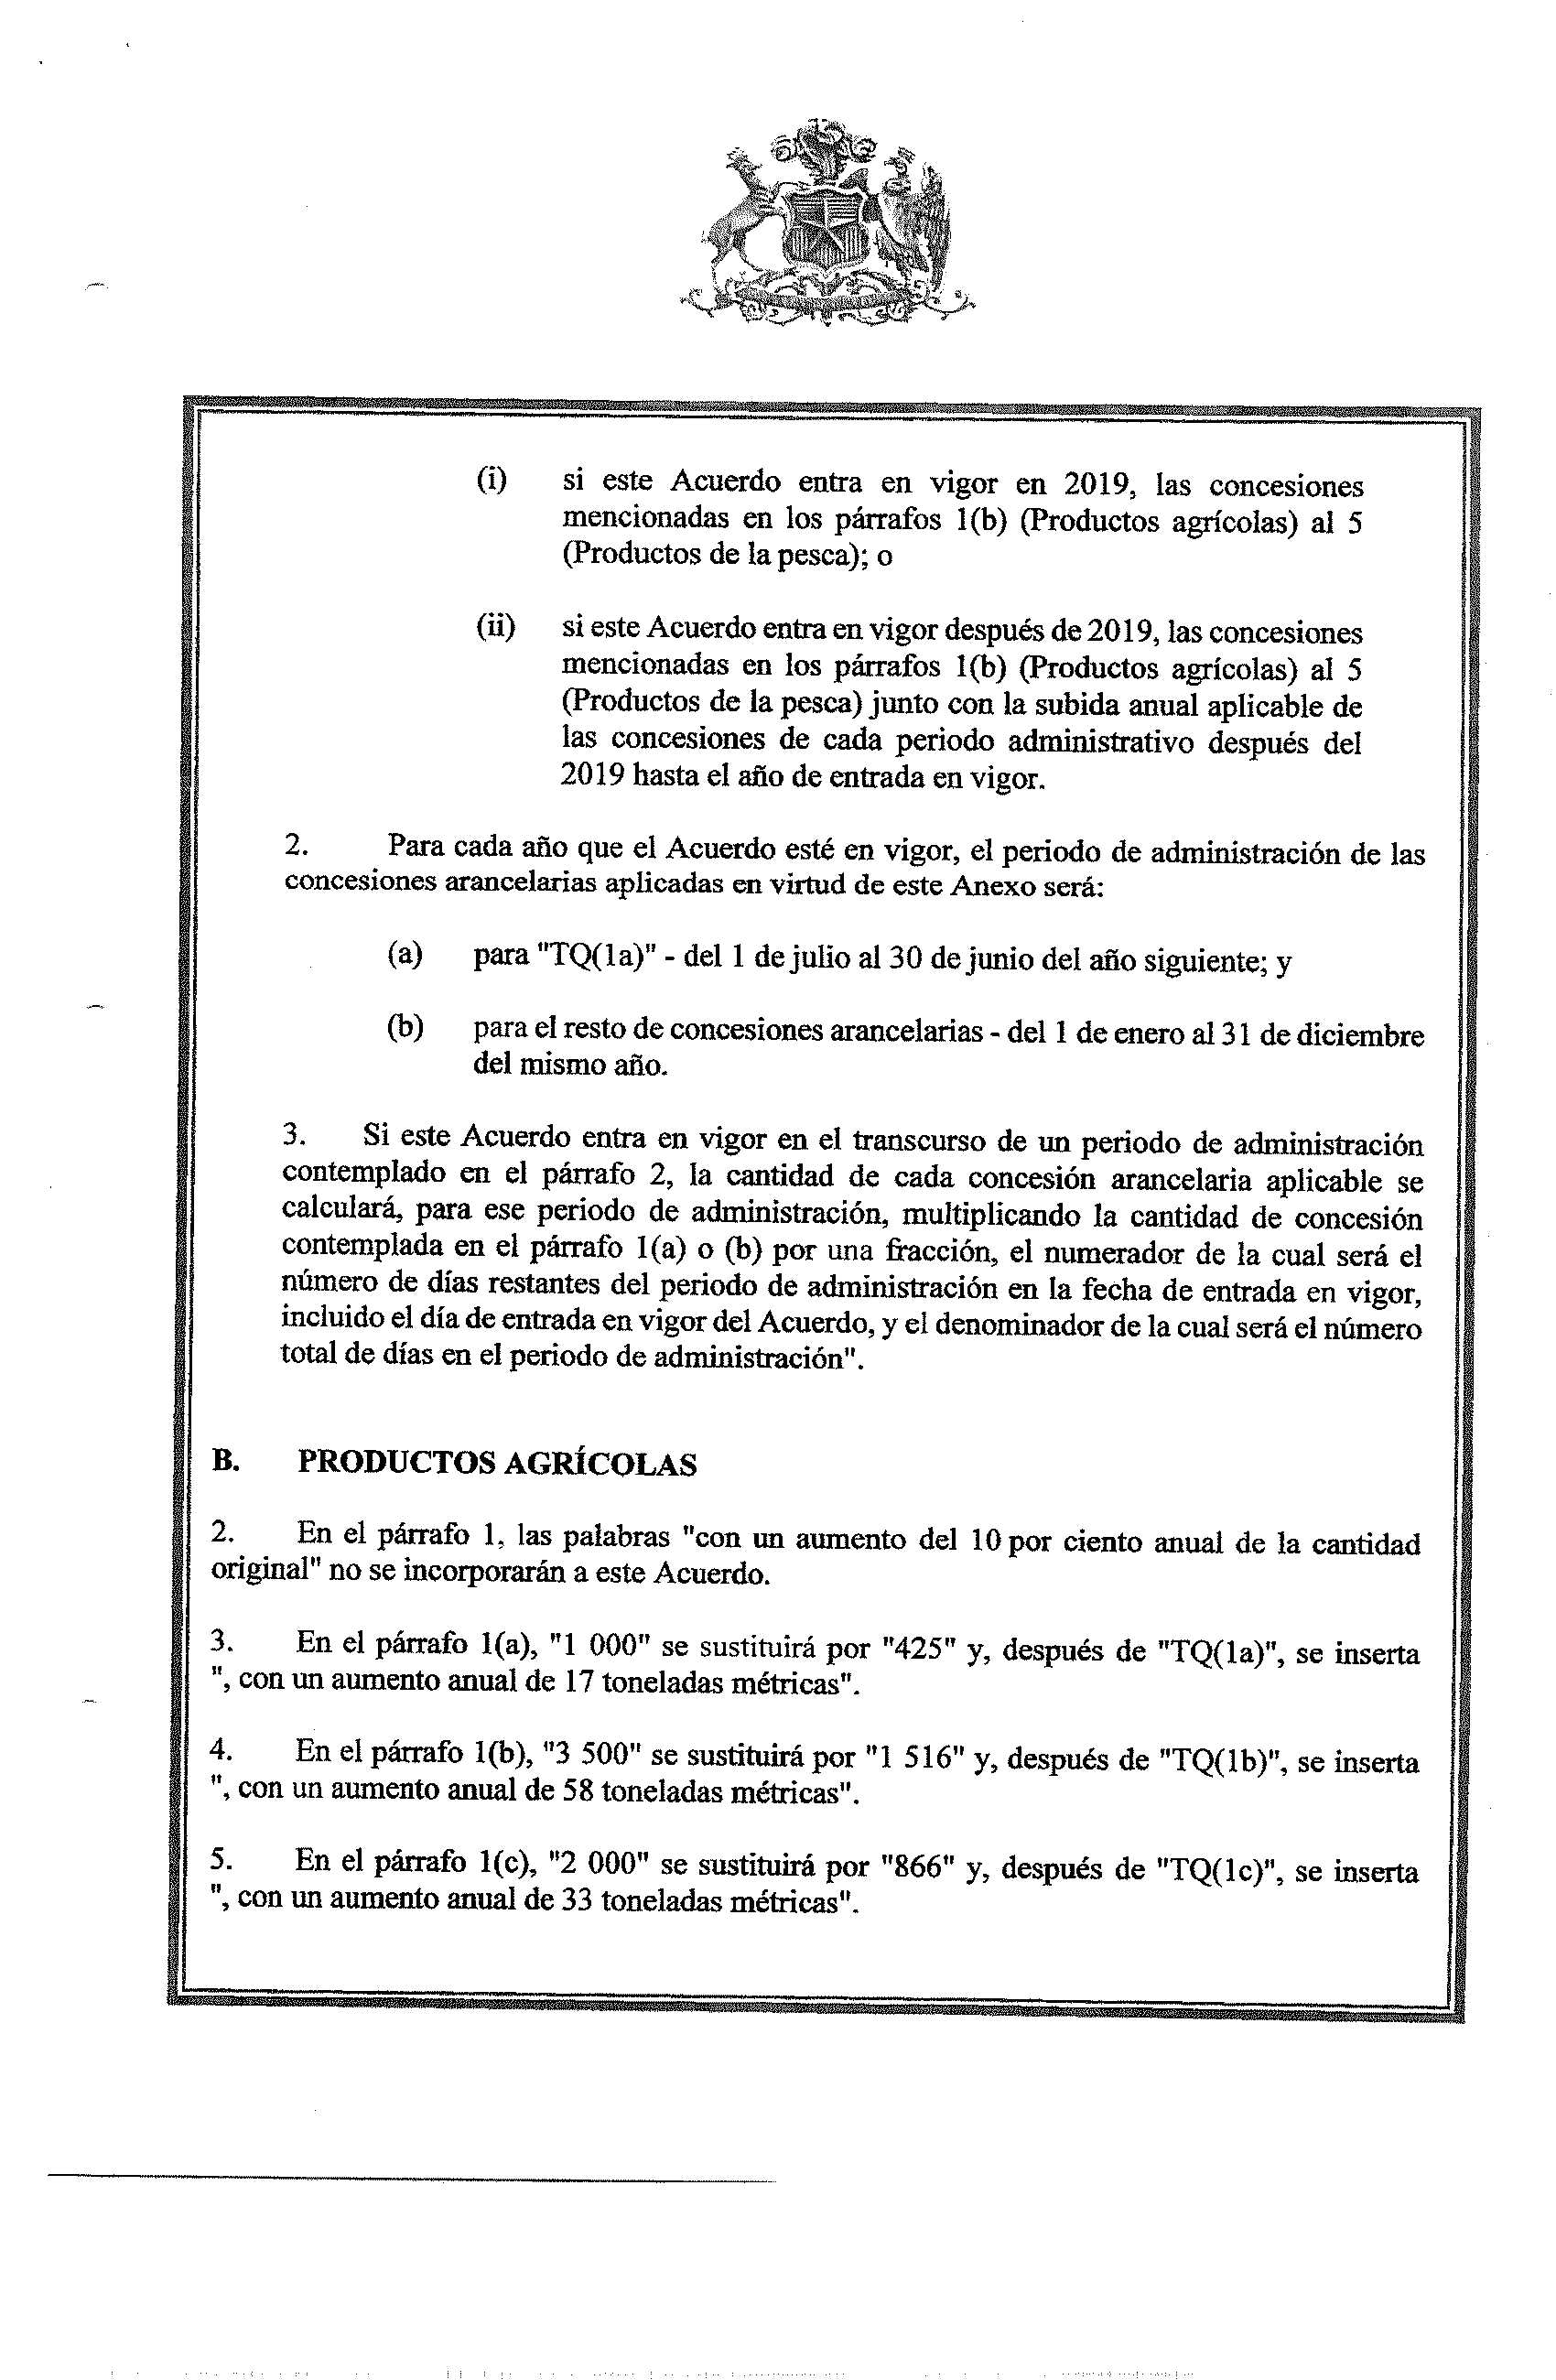 (i) si este Acuerdo entra en vigor en 2019, las concesiones
mencionadas en los párrafos 1(b) (Productos agrícolas) al 5
(Productos de la pesca); o
(ii) si este Acuerdo entra en vigor después de 2019, las concesiones
mencionadas en los párrafos 1(b) (Productos agrícolas) al 5
(Productos de la pesca) junto con la subida anual aplicable de
las concesiones de cada periodo administrativo después del
2019 hasta el año de entrada en vigor.
2. Para cada año que el Acuerdo esté en vigor, el periodo de administración de las
concesiones arancelarias aplicadas en virtud de este Anexo será:
(a) para "TQ(1a)" - del 1 de julio al 30 de junio del año siguiente; y
(b) para el resto de concesiones arancelarias - del 1 de enero al 31 de diciembre
del mismo año.
3. Si este Acuerdo entra en vigor en el transcurso de un periodo de administración
contemplado en el párrafo 2, la cantidad de cada concesión arancelaria aplicable se
calculará, para ese periodo de administración, multiplicando la cantidad de concesión
contemplada en el párrafo 1(a) o (b) por una fracción, el numerador de la cual será el
número de días restantes del periodo de administración en la fecha de entrada en vigor,
incluido el día de entrada en vigor del Acuerdo, y el denominador de la cual será el número
total de días en el periodo de administración".
B. PRODUCTOS AGRÍCOLAS
2. En el párrafo 1, las palabras "con un aumento del 10 por ciento anual de la cantidad
original" no se incorporarán a este Acuerdo.
3. En el párrafo 1(a), "1 000" se sustituirá por "425" y, después de "TQ(1a)", se inserta
", con un aumento anual de 17 toneladas métricas".
4. En el párrafo 1(b), "3 500" se sustituirá por "1 516" y, después de "TQ(1b)", se inserta
", con un aumento anual de 58 toneladas métricas".
5. En el párrafo 1(c), "2 000" se sustituirá por "866" y, después de "TQ(1c)", se inserta
", con un aumento anual de 33 toneladas métricas".